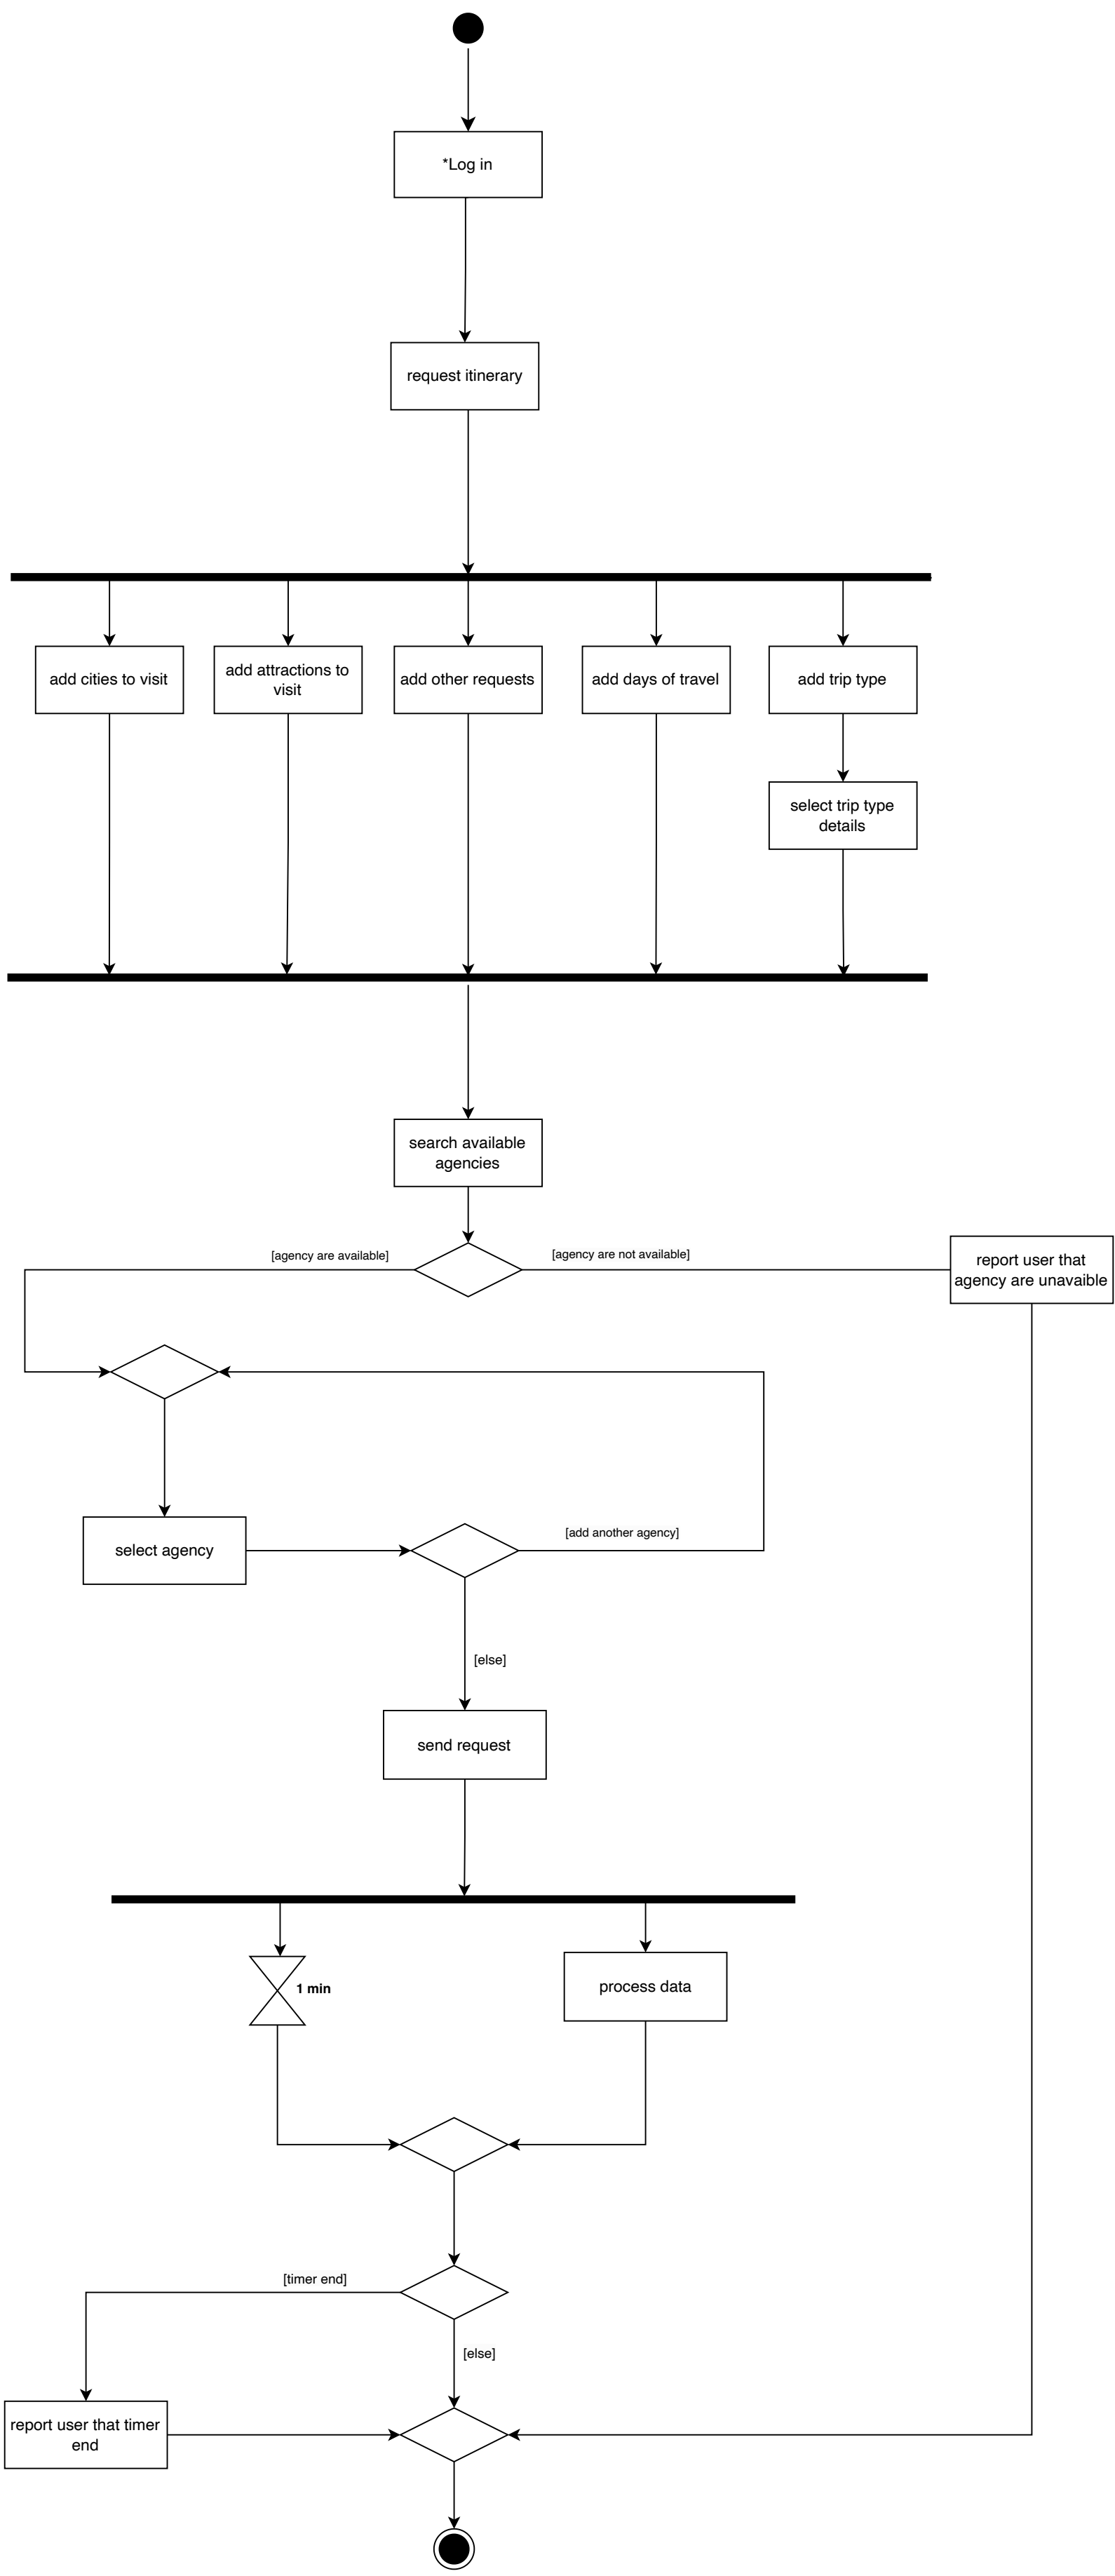 *Log in
request itinerary
add cities to visit
add attractions to
visit
add other requests
add days of travel
add trip type
select trip type
details
search available
agencies
[agency are available]
[agency are not available]
report user that
agency are unavaible
select agency
[add another agency]
[else]
send request
1 min
process data
[timer end]
[else]
report user that timer
end